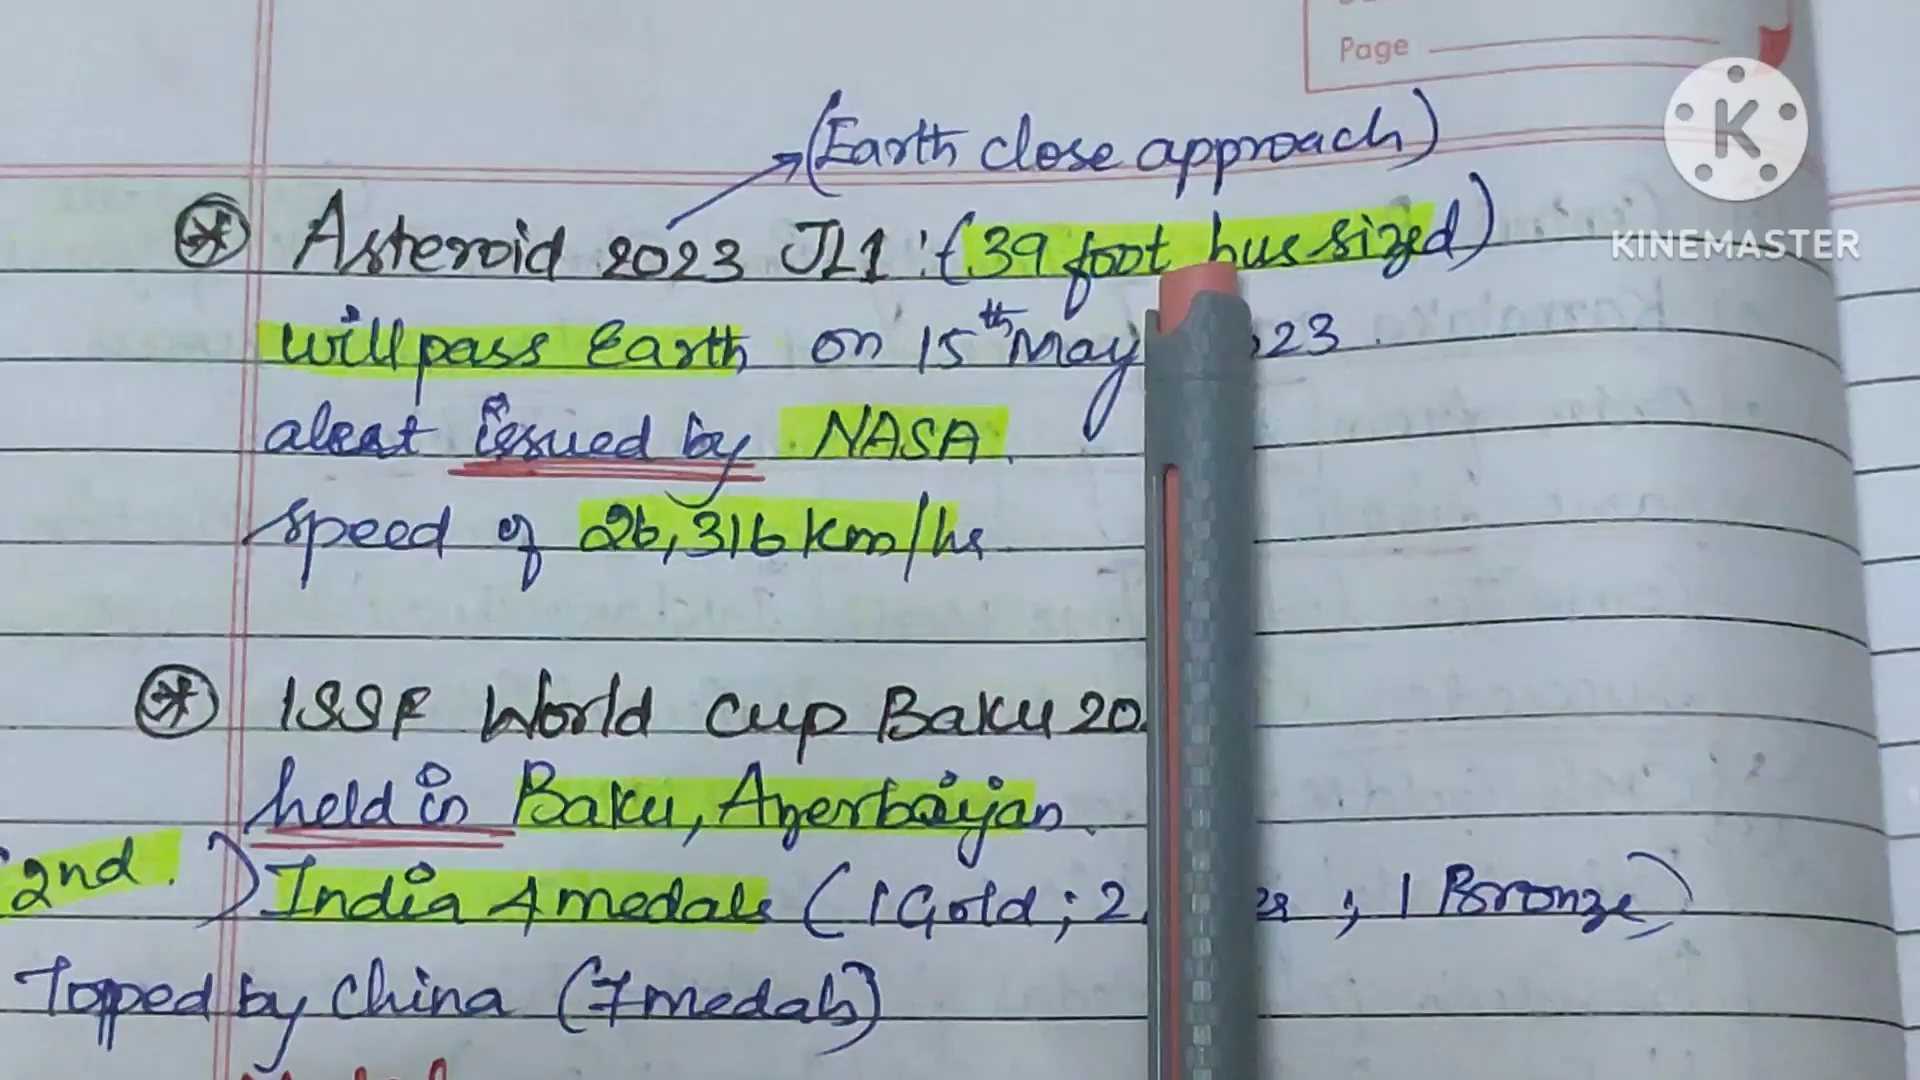 Page
KINEMASTER
(Earth close approach)
Asteroid 2023 JL1 : (39 foot bus sized)
will pass Earth on 15th May 23.
alert issued by NASA.
speed of 26,316 km/hr
ISSF World Cup Baku 20
held in Baku, Azerbaijan.
2nd. ) India 4 medals (1 Gold ; 2 ; 1 Bronze)
Topped by China (7 medals)